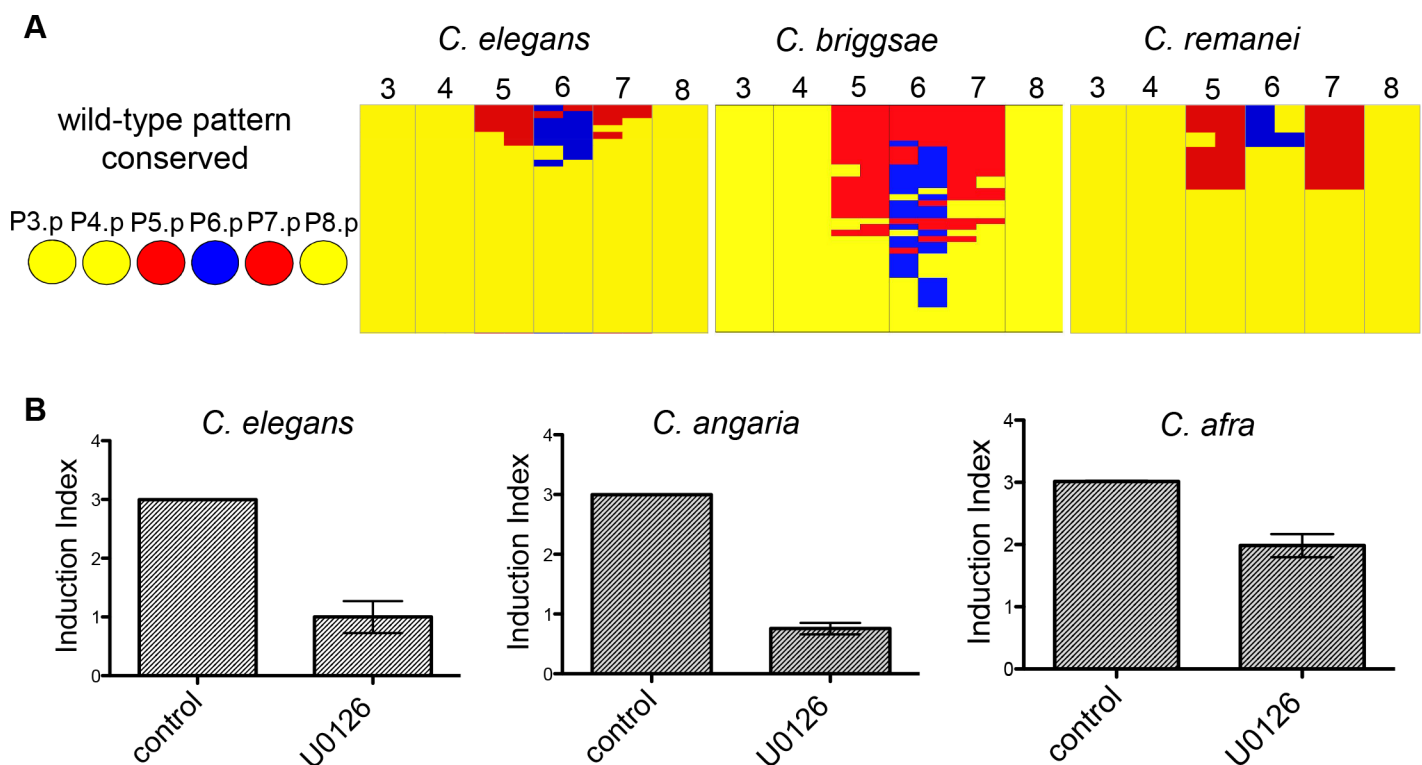 A
C. elegans
C. briggsae
C. remanei
3 4 5 6 7 8
3 4 5 6 7 8
3 4 5 6 7 8
wild-type pattern
conserved
P3.p P4.p P5.p P6.p P7.p P8.p
B
C. elegans
Induction Index
4
3
2
1
0
control
U0126
C. angaria
Induction Index
4
3
2
1
0
control
U0126
C. afra
Induction Index
4
3
2
1
0
control
U0126